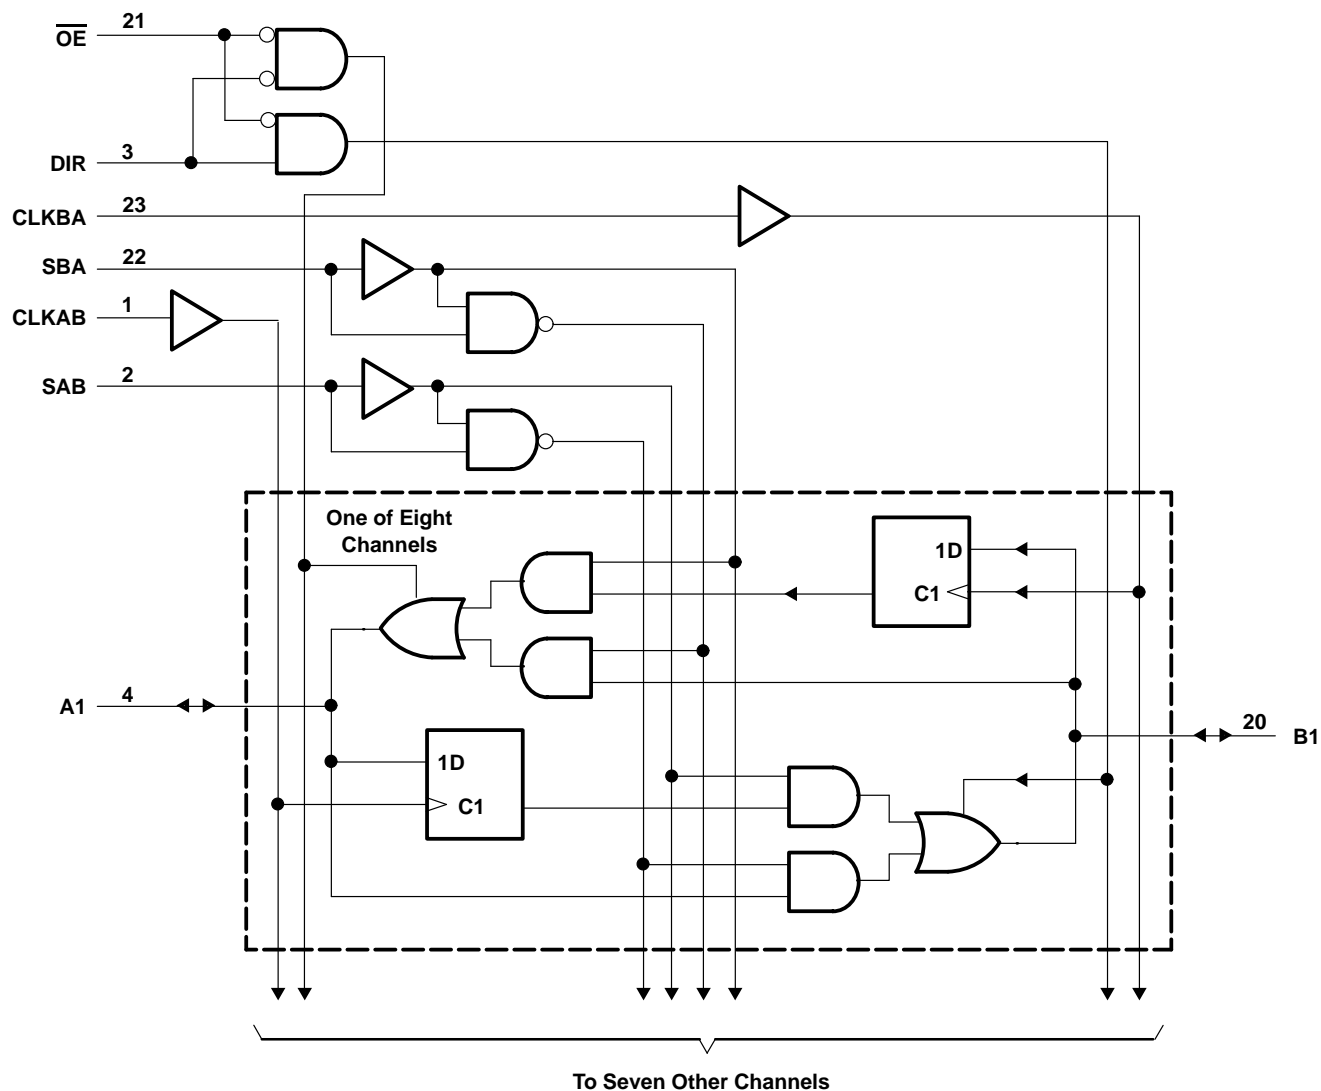 21
O̅E̅
3
DIR
23
CLKBA
22
SBA
1
CLKAB
2
SAB
One of Eight
Channels
1D
C1
4
A1
20
B1
1D
C1
To Seven Other Channels